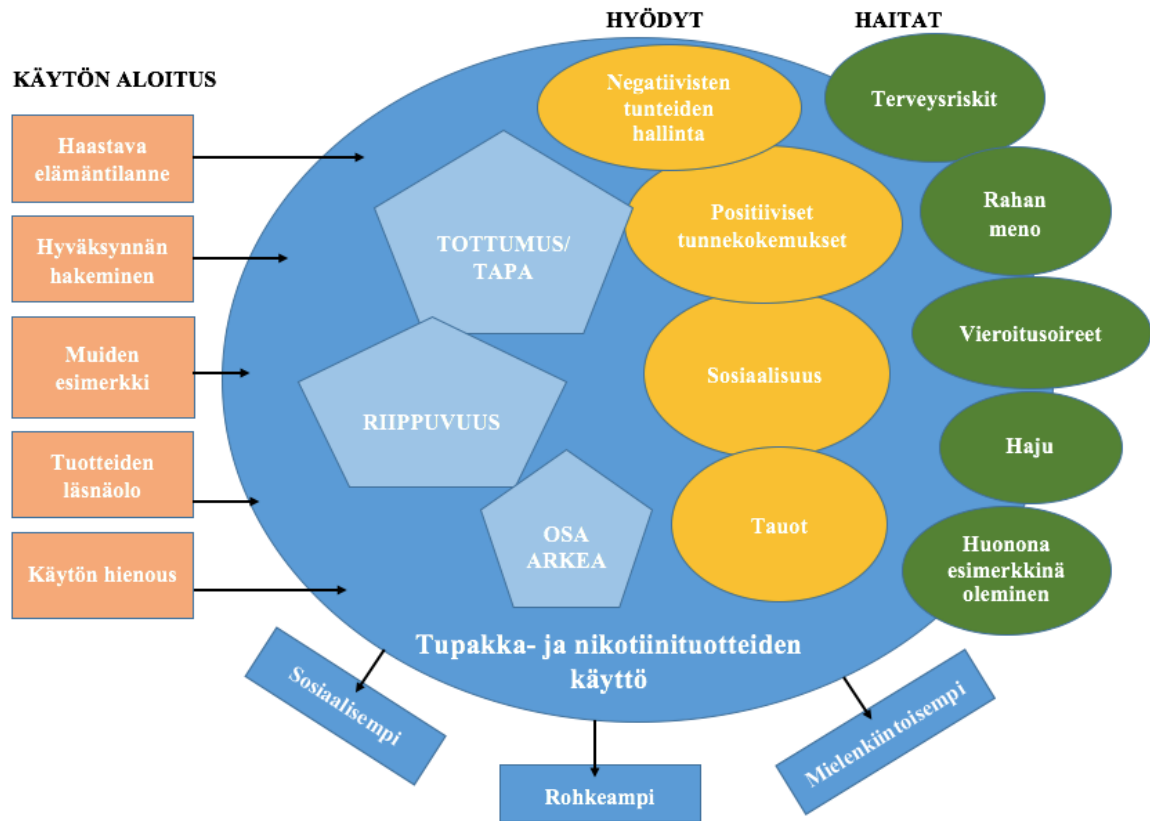 HYÖDYT
HAITAT
KÄYTÖN ALOITUS
Haastava
elämäntilanne
Hyväksynnän
hakeminen
Muiden
esimerkki
Tuotteiden
läsnäolo
Käytön hienous
TOTTUMUS/
TAPA
RIIPPUVUUS
OSA
ARKEA
Negatiivisten
tunteiden
hallinta
Positiiviset
tunnekokemukset
Sosiaalisuus
Tauot
Terveysriskit
Rahan
meno
Vieroitusoireet
Haju
Huonona
esimerkkinä
oleminen
Tupakka- ja nikotiinituotteiden
käyttö
Sosiaalisempi
Rohkeampi
Mielenkiintoisempi